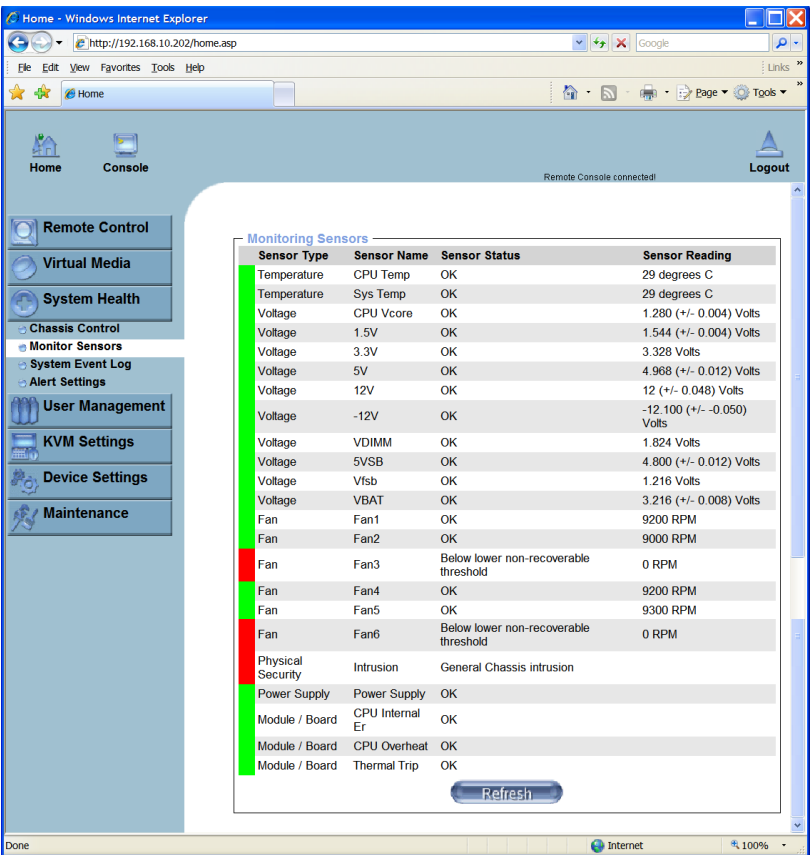 Home - Windows Internet Explorer
http://192.168.10.202/home.asp
Google
File Edit View Favorites Tools Help
Links »
Home
Page Tools »
Home
Console
Remote Console connected!
Logout
Remote Control
Virtual Media
System Health
Chassis Control
Monitor Sensors
System Event Log
Alert Settings
User Management
KVM Settings
Device Settings
Maintenance
Monitoring Sensors
Sensor Type Sensor Name Sensor Status Sensor Reading
Temperature CPU Temp OK 29 degrees C
Temperature Sys Temp OK 29 degrees C
Voltage CPU Vcore OK 1.280 (+/- 0.004) Volts
Voltage 1.5V OK 1.544 (+/- 0.004) Volts
Voltage 3.3V OK 3.328 Volts
Voltage 5V OK 4.968 (+/- 0.012) Volts
Voltage 12V OK 12 (+/- 0.048) Volts
Voltage -12V OK -12.100 (+/- -0.050)
Volts
Voltage VDIMM OK 1.824 Volts
Voltage 5VSB OK 4.800 (+/- 0.012) Volts
Voltage Vfsb OK 1.216 Volts
Voltage VBAT OK 3.216 (+/- 0.008) Volts
Fan Fan1 OK 9200 RPM
Fan Fan2 OK 9000 RPM
Fan Fan3 Below lower non-recoverable
threshold 0 RPM
Fan Fan4 OK 9200 RPM
Fan Fan5 OK 9300 RPM
Fan Fan6 Below lower non-recoverable
threshold 0 RPM
Physical
Security Intrusion General Chassis intrusion
Power Supply Power Supply OK
Module / Board CPU Internal
Er OK
Module / Board CPU Overheat OK
Module / Board Thermal Trip OK
Refresh
Done
Internet
100%